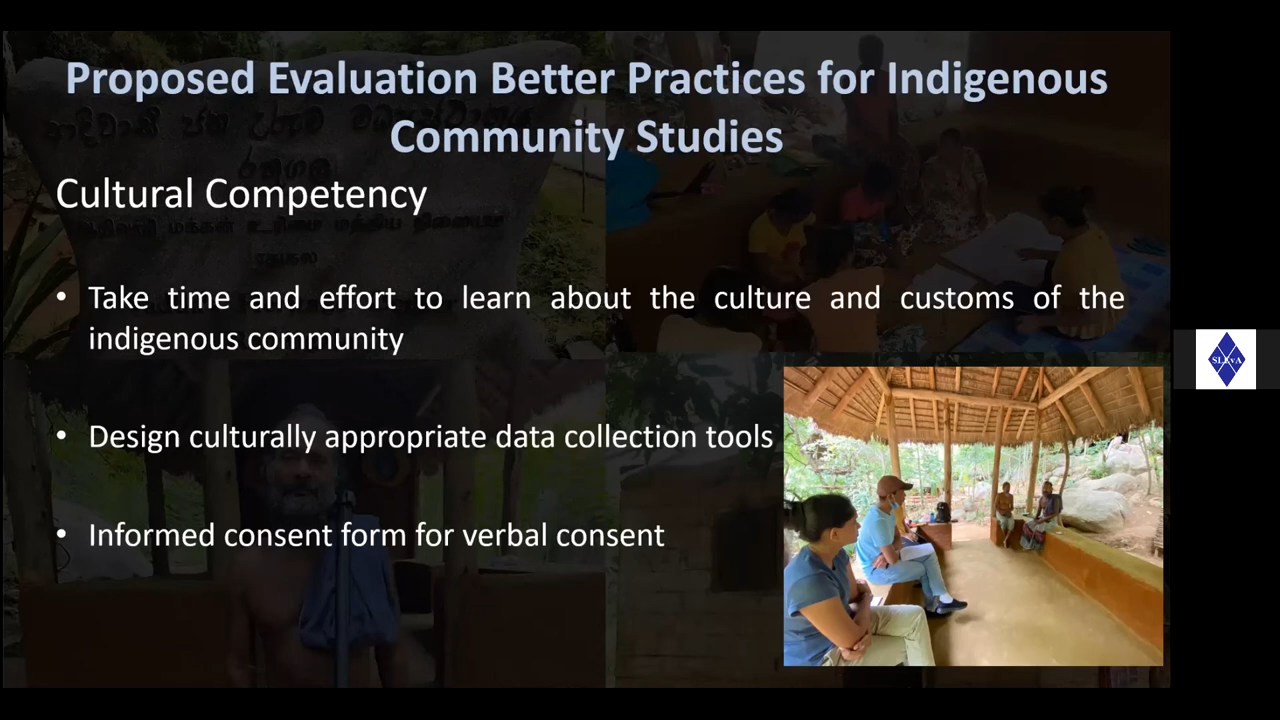 Proposed Evaluation Better Practices for Indigenous
Community Studies
Cultural Competency
• Take time and effort to learn about the culture and customs of the
indigenous community
• Design culturally appropriate data collection tools
• Informed consent form for verbal consent
SLEvA